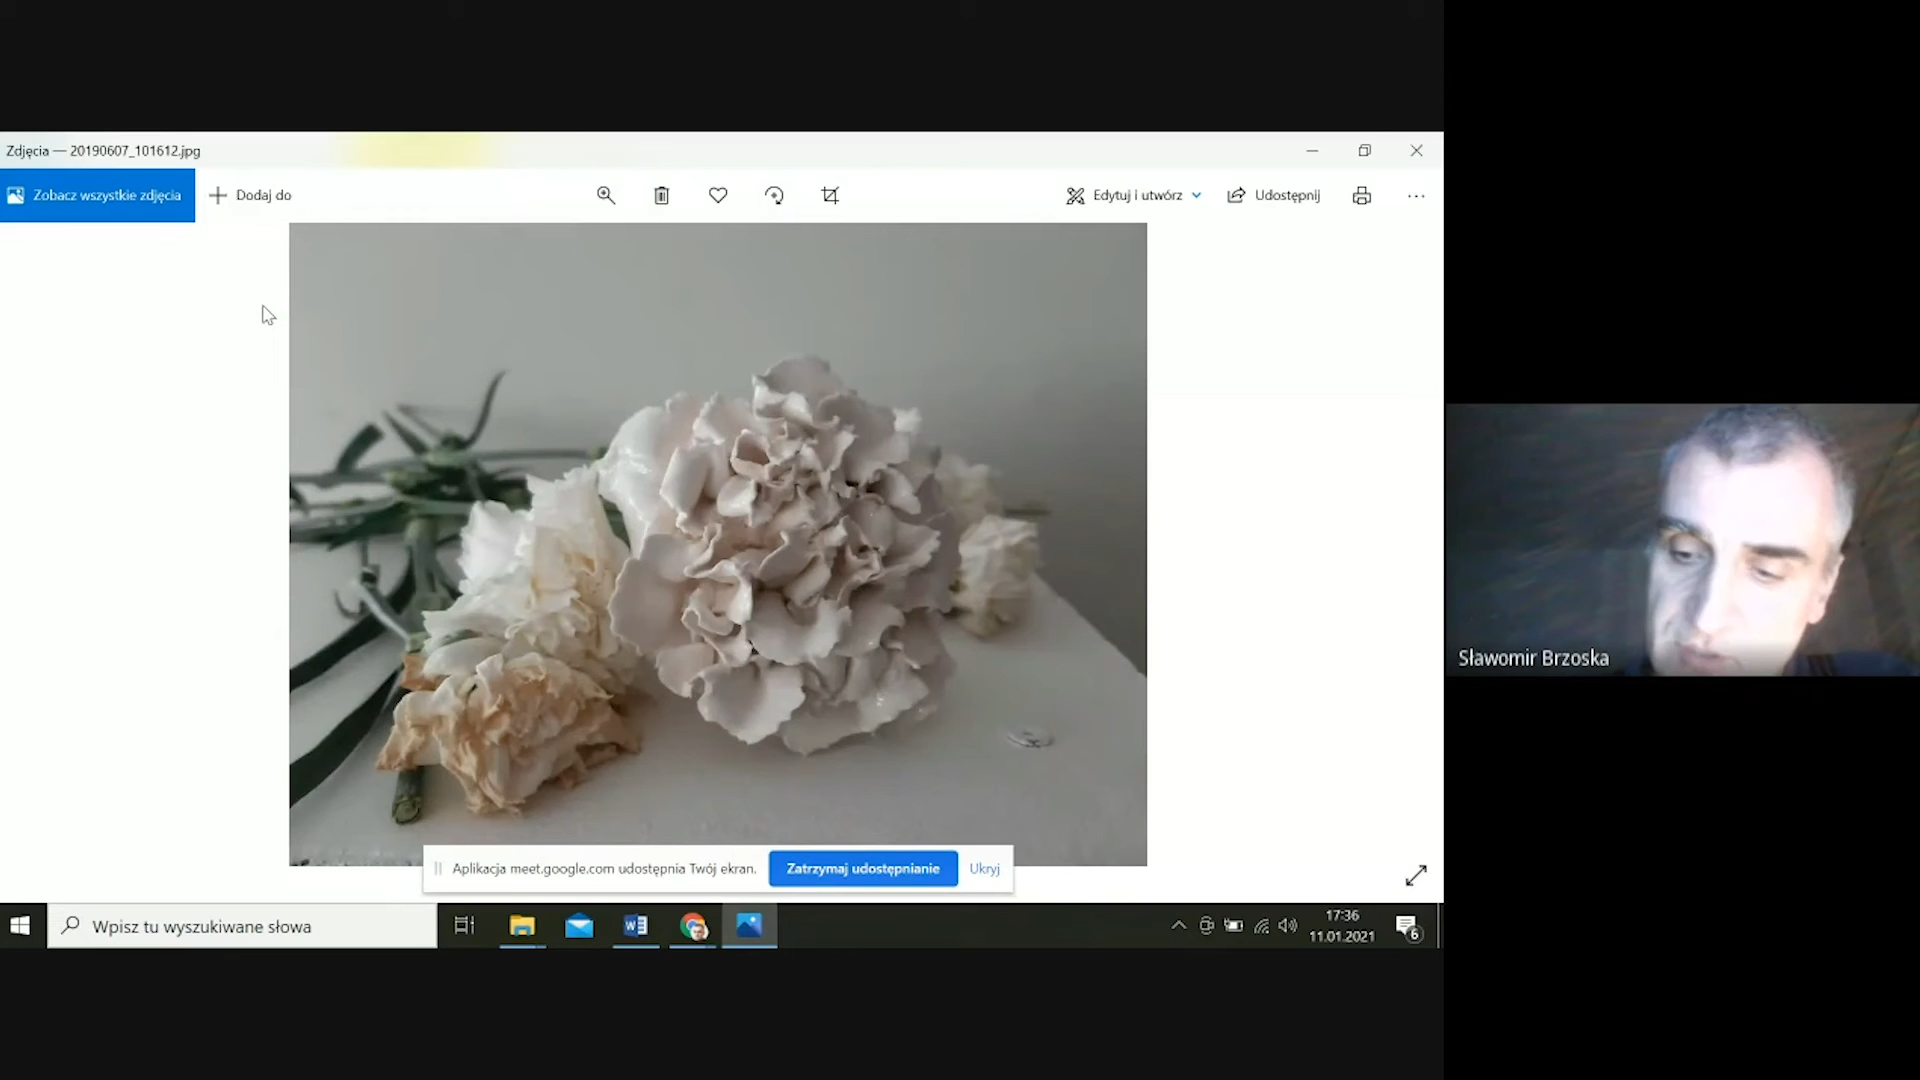 Zdjęcia — 20190607_101612.jpg
Zobacz wszystkie zdjęcia
Dodaj do
Edytuj i utwórz
Udostępnij
Sławomir Brzoska
Aplikacja meet.google.com udostępnia Twój ekran.
Zatrzymaj udostępnianie
Ukryj
Wpisz tu wyszukiwane słowa
17:36
11.01.2021
6